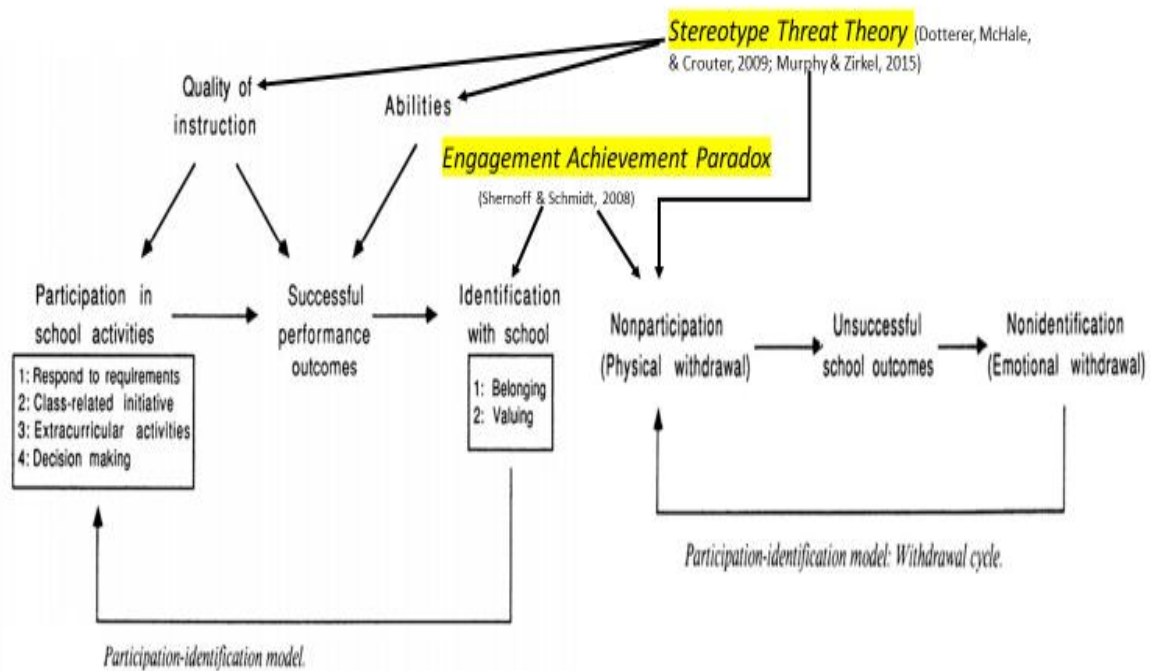 Stereotype Threat Theory (Dotterer, McHale,
& Crouter, 2009; Murphy & Zirkel, 2015)
Quality of
instruction
Abilities
Engagement Achievement Paradox
(Shernoff & Schmidt, 2008)
Participation in
school activities
1: Respond to requirements
2: Class-related initiative
3: Extracurricular activities
4: Decision making
Successful
performance
outcomes
Identification
with school
1: Belonging
2: Valuing
Nonparticipation
(Physical withdrawal)
Unsuccessful
school outcomes
Nonidentification
(Emotional withdrawal)
Participation-identification model: Withdrawal cycle.
Participation-identification model.